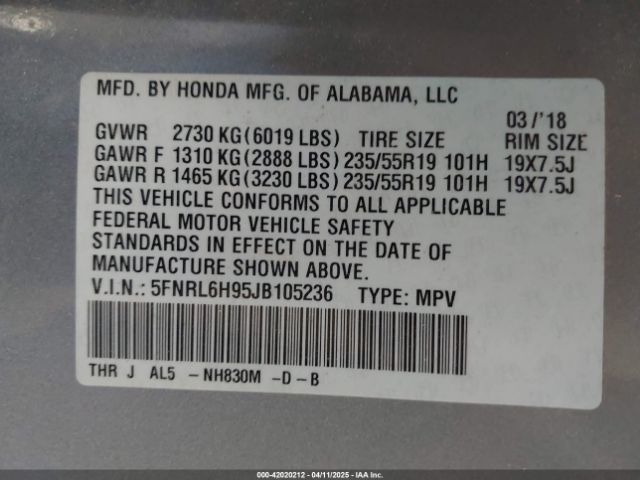 MFD. BY HONDA MFG. OF ALABAMA, LLC
03 /'18
GVWR 2730 KG(6019 LBS) TIRE SIZE RIM SIZE
GAWR F 1310 KG(2888 LBS) 235/55R19 101H 19X7.5J
GAWR R 1465 KG(3230 LBS) 235/55R19 101H 19X7.5J
THIS VEHICLE CONFORMS TO ALL APPLICABLE
FEDERAL MOTOR VEHICLE SAFETY
STANDARDS IN EFFECT ON THE DATE OF
MANUFACTURE SHOWN ABOVE.
V.I.N.: 5FNRL6H95JB105236 TYPE: MPV
THR J AL5 -NH830M -D-B
000-42020212 - 04/11/2025 - IAA Inc.